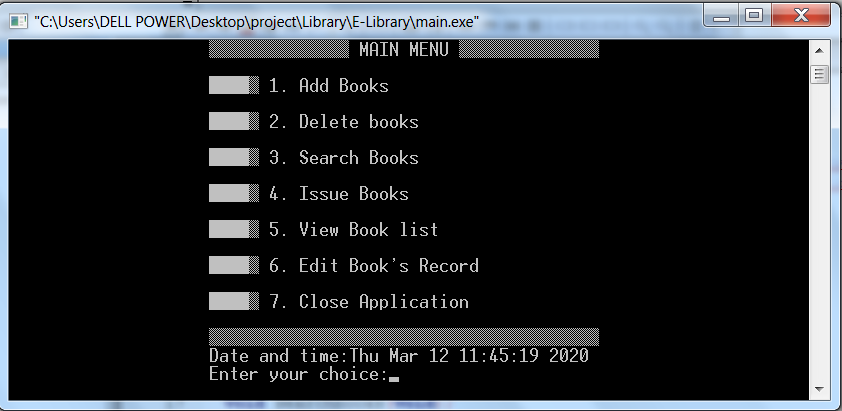 "C:\Users\DELL POWER\Desktop\project\Library\E-Library\main.exe"
MAIN MENU
1. Add Books
2. Delete books
3. Search Books
4. Issue Books
5. View Book list
6. Edit Book's Record
7. Close Application
Date and time:Thu Mar 12 11:45:19 2020
Enter your choice: